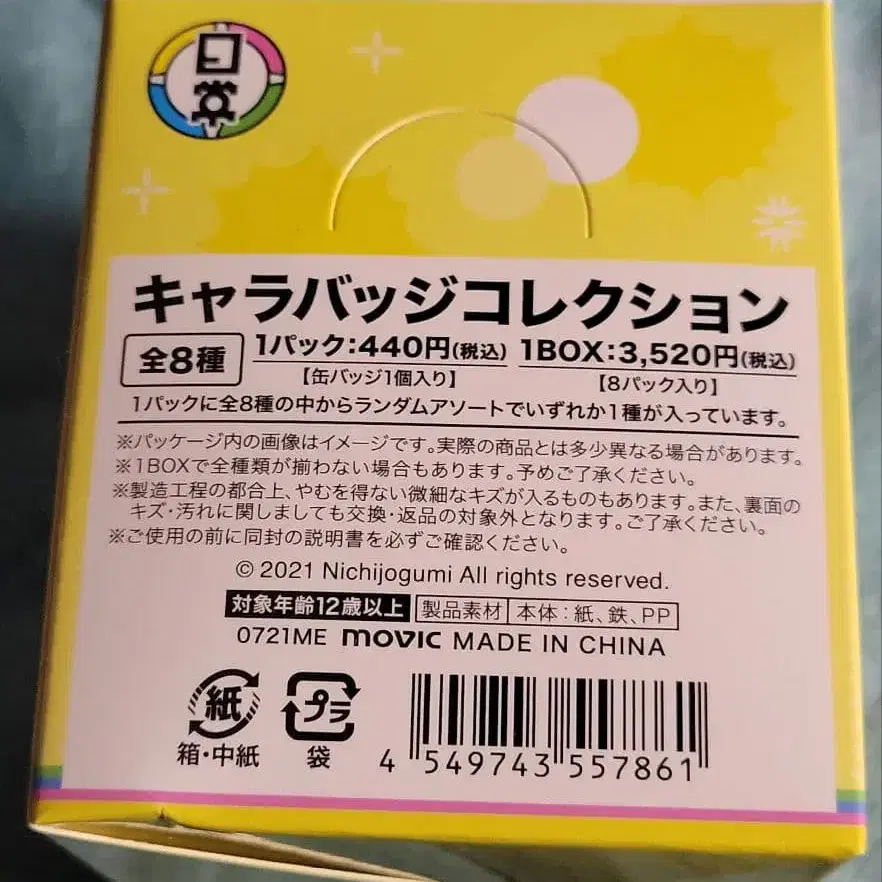 日常
キャラバッジコレクション
全8種
1パック:440円(税込) 1BOX:3,520円(税込)
【缶バッジ1個入り】 【8パック入り】
1パックに全8種の中からランダムアソートでいずれか1種が入っています。
※パッケージ内の画像はイメージです。実際の商品とは多少異なる場合があります。
※1BOXで全種類が揃わない場合もあります。予めご了承ください。
※製造工程の都合上、やむを得ない微細なキズが入るものもあります。また、裏面の
キズ・汚れに関しましても交換・返品の対象外となります。ご了承ください。
※ご使用の前に同封の説明書を必ずご確認ください。
© 2021 Nichijogumi All rights reserved.
対象年齢12歳以上 製品素材 本体:紙、鉄、PP
0721ME movic MADE IN CHINA
紙 プラ
箱・中紙 袋
4 549743 557861